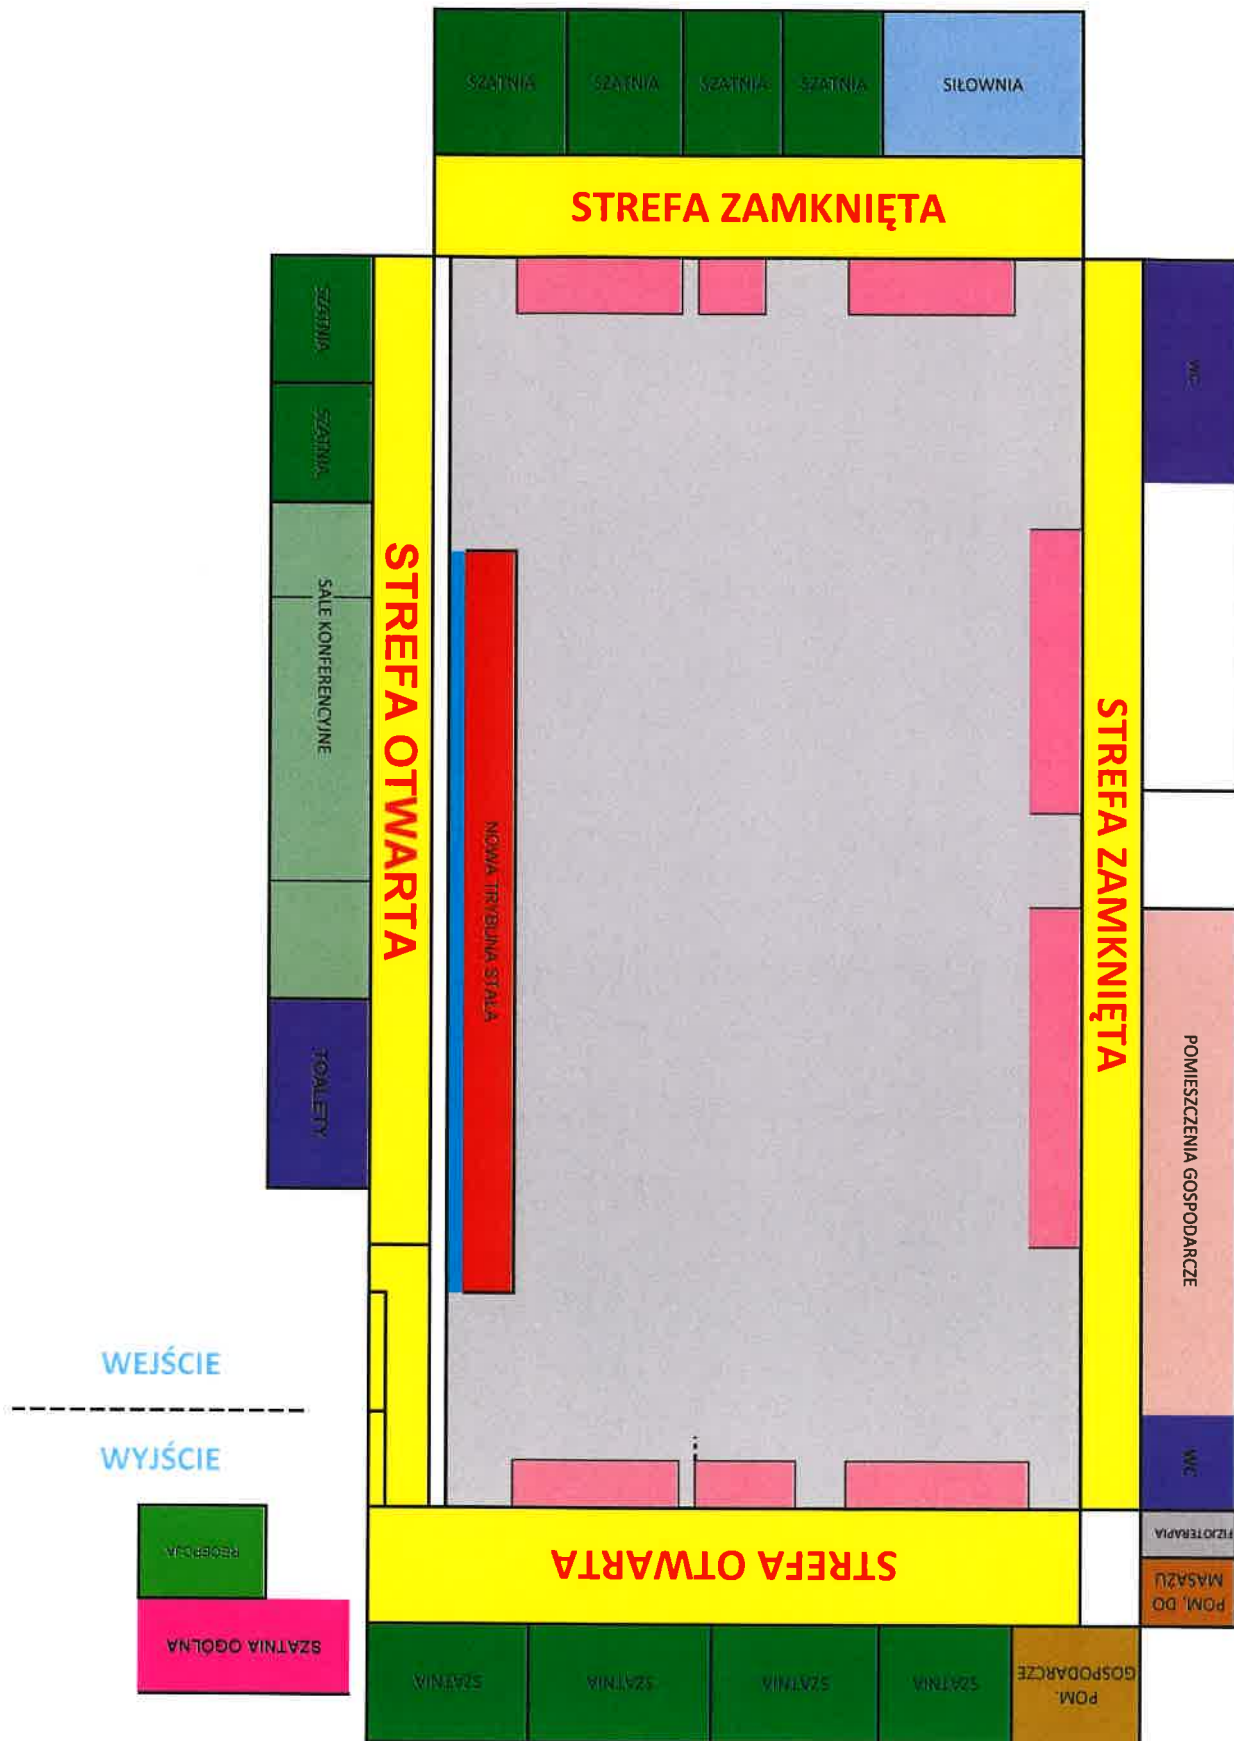 SZATNIA
SZATNIA
SZATNIA
SZATNIA
SIŁOWNIA
STREFA ZAMKNIĘTA
SZATNIA
SZATNIA
SALE KONFERENCYJNE
TOALETY
STREFA OTWARTA
NOWA TRYBUNA STAŁA
STREFA ZAMKNIĘTA
WC
POMIESZCZENIA GOSPODARCZE
WC
FIZJOTERAPIA
POM. DO
MASAŻU
WEJŚCIE
WYJŚCIE
RECEPCJA
SZATNIA OGÓLNA
STREFA OTWARTA
SZATNIA
SZATNIA
SZATNIA
SZATNIA
POM.
GOSPODARCZE